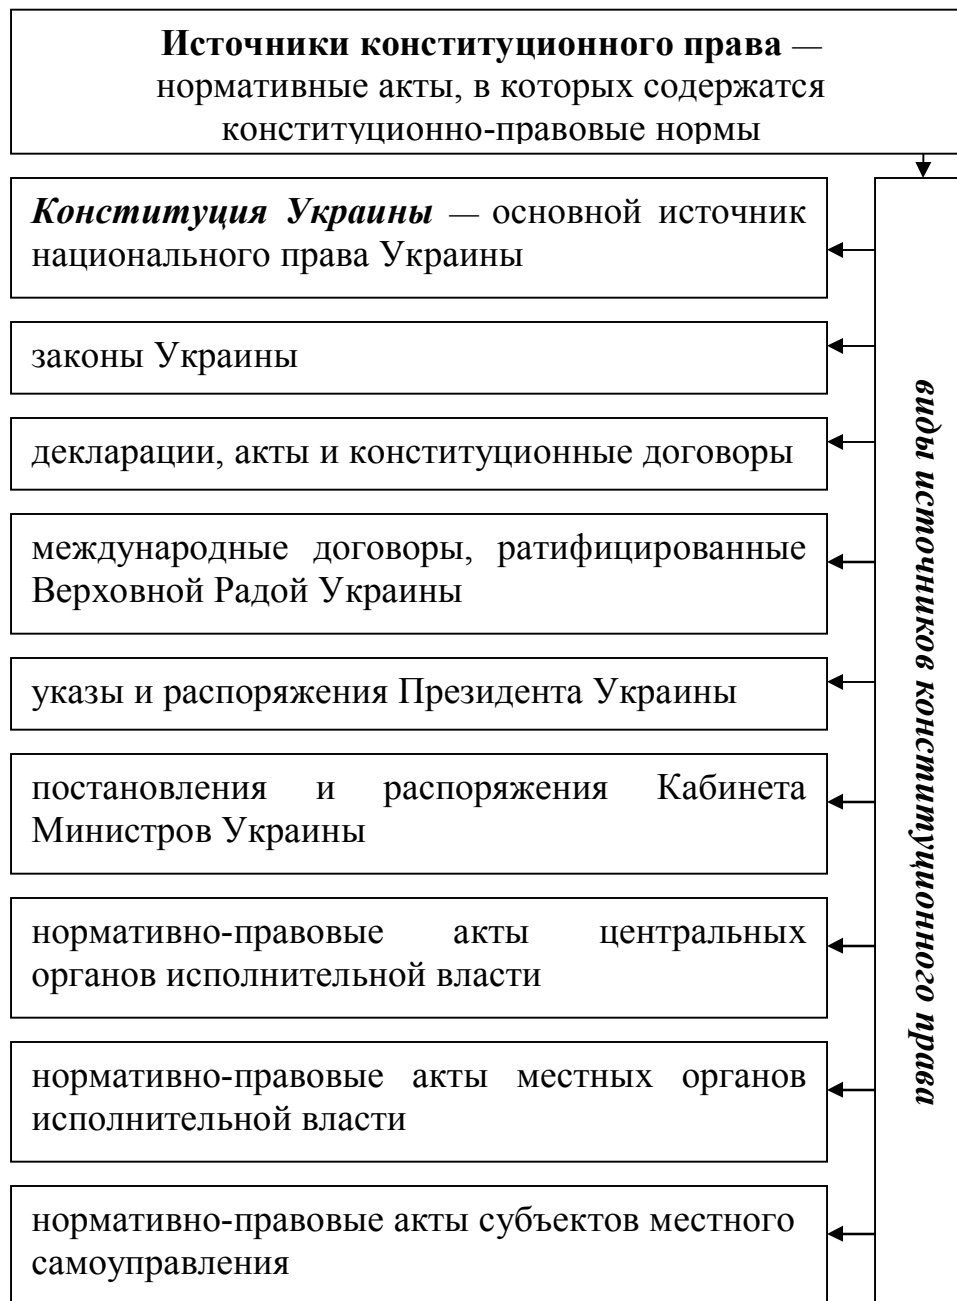 Источники конституционного права —
нормативные акты, в которых содержатся
конституционно-правовые нормы
Конституция Украины — основной источник
национального права Украины
законы Украины
декларации, акты и конституционные договоры
международные договоры, ратифицированные
Верховной Радой Украины
указы и распоряжения Президента Украины
постановления и распоряжения Кабинета
Министров Украины
нормативно-правовые акты центральных
органов исполнительной власти
нормативно-правовые акты местных органов
исполнительной власти
нормативно-правовые акты субъектов местного
самоуправления
виды источников конституционного права